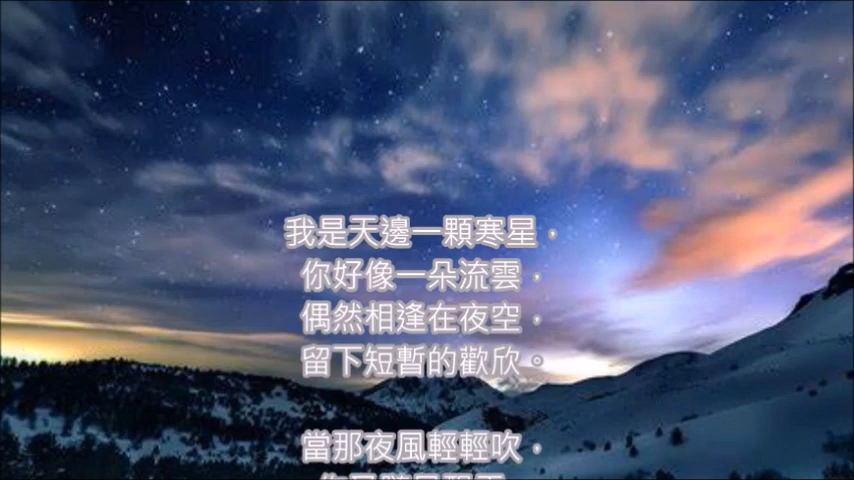 我是天邊一顆寒星，
你好像一朵流雲，
偶然相逢在夜空，
留下短暫的歡欣。
當那夜風輕輕吹，